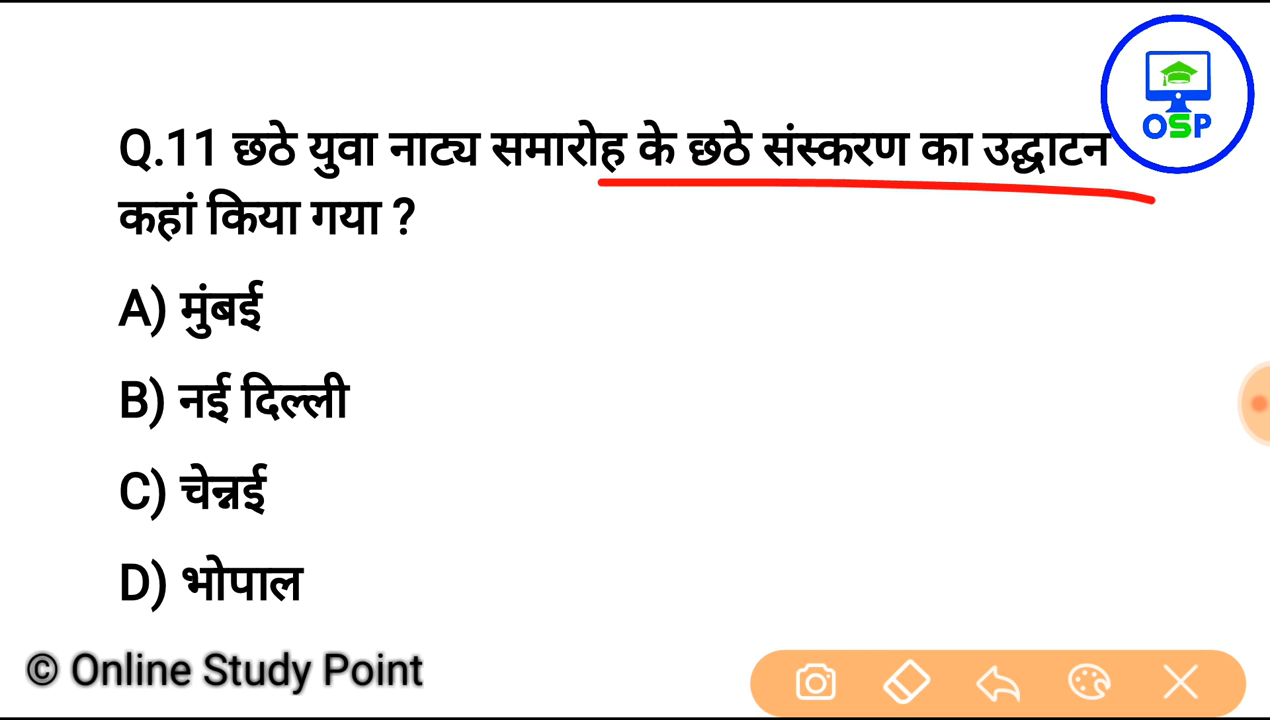 OSP
Q.11 छठे युवा नाट्य समारोह के छठे संस्करण का उद्घाटन
कहां किया गया ?
A) मुंबई
B) नई दिल्ली
C) चेन्नई
D) भोपाल
© Online Study Point